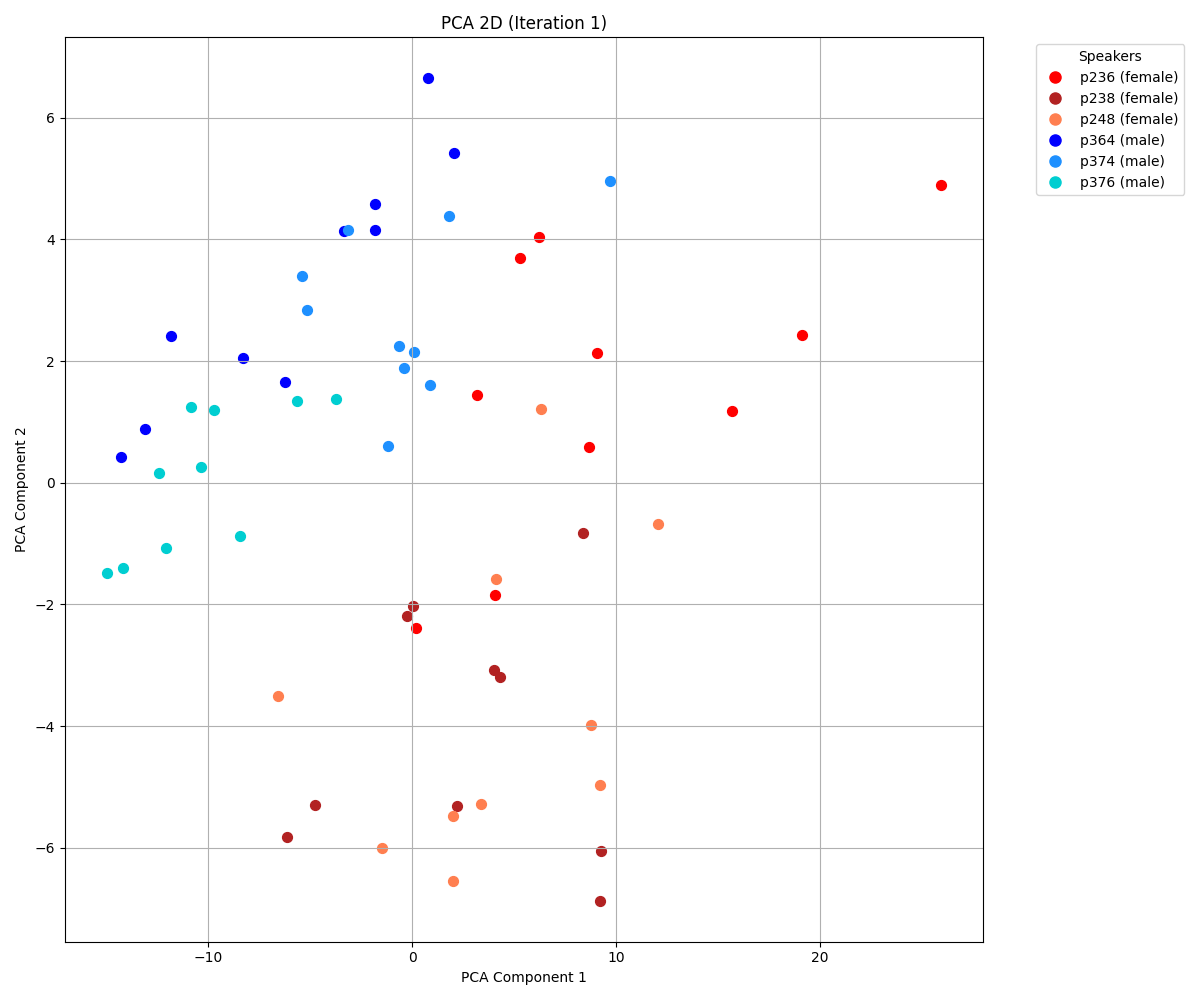 PCA 2D (Iteration 1)
Speakers
p236 (female)
p238 (female)
p248 (female)
p364 (male)
p374 (male)
p376 (male)
6
4
2
0
−2
−4
−6
PCA Component 2
−10
0
10
20
PCA Component 1